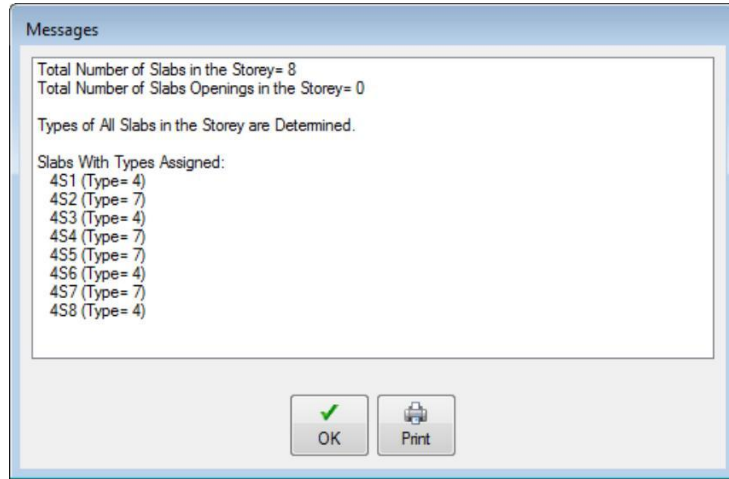 Messages
Total Number of Slabs in the Storey= 8
Total Number of Slabs Openings in the Storey= 0
Types of All Slabs in the Storey are Determined.
Slabs With Types Assigned:
4S1 (Type= 4)
4S2 (Type= 7)
4S3 (Type= 4)
4S4 (Type= 7)
4S5 (Type= 7)
4S6 (Type= 4)
4S7 (Type= 7)
4S8 (Type= 4)
OK
Print